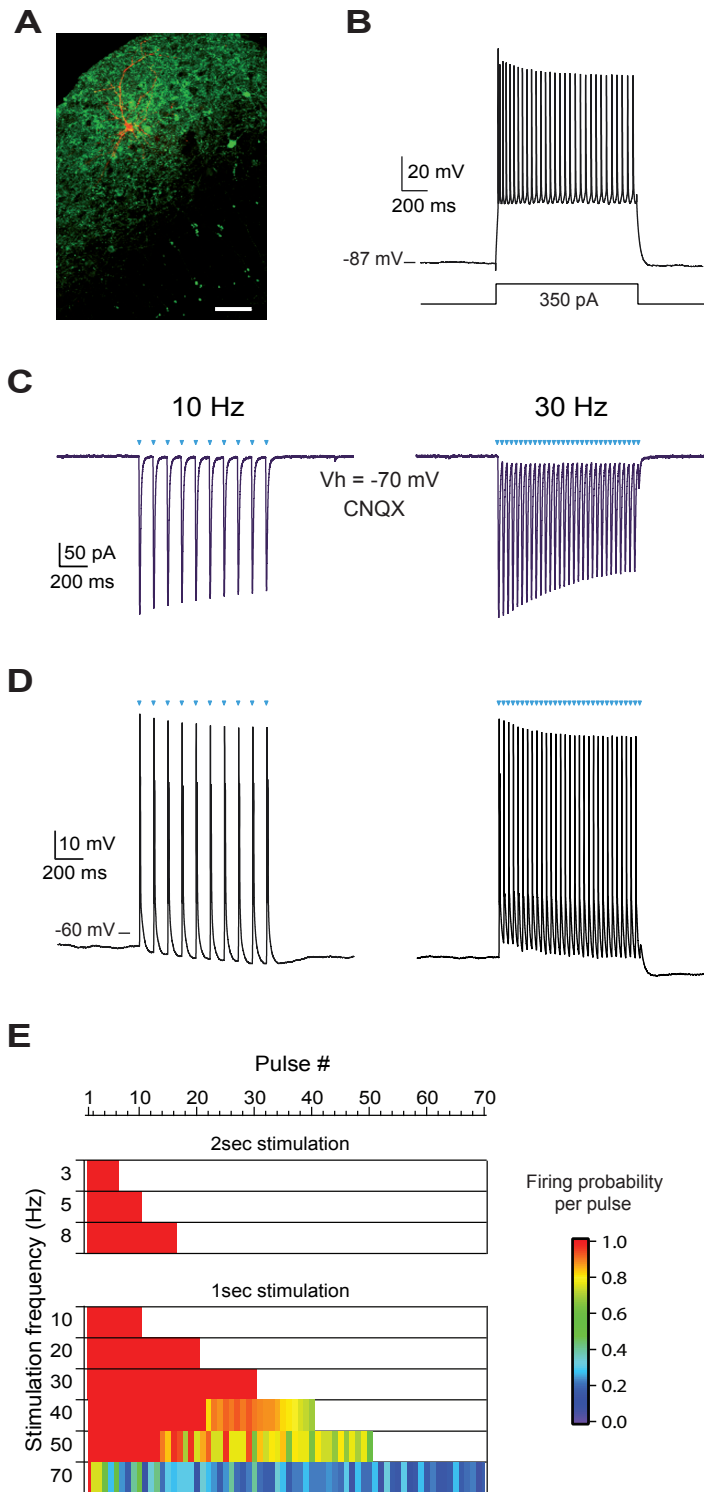 A
B
20 mV
200 ms
-87 mV
350 pA
C
10 Hz
30 Hz
Vh = -70 mV
CNQX
50 pA
200 ms
D
10 mV
200 ms
-60 mV
E
Pulse #
1 10 20 30 40 50 60 70
2sec stimulation
3
5
8
Stimulation frequency (Hz)
1sec stimulation
10
20
30
40
50
70
Firing probability
per pulse
1.0
0.8
0.6
0.4
0.2
0.0